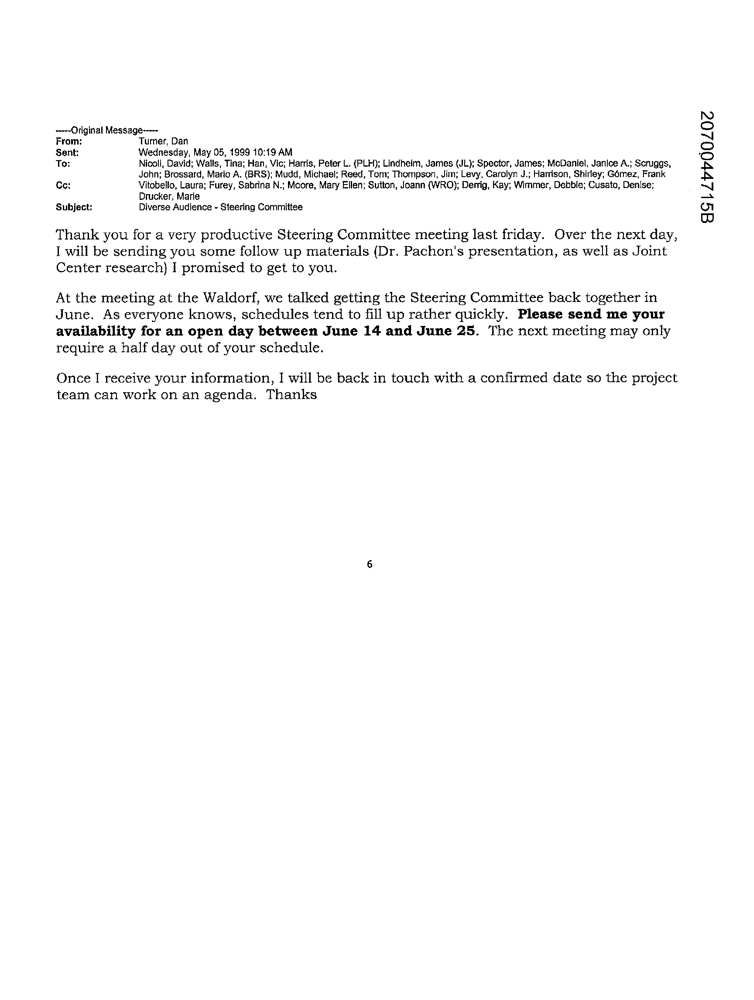 -----Original Message-----
From: Turner, Dan
Sent: Wednesday, May 05, 1999 10:19 AM
To: Nicoli, David; Walls, Tina; Han, Vic; Harris, Peter L. (PLH); Lindheim, James (JL); Spector, James; McDaniel, Janice A.; Scruggs,
John; Brossard, Mario A. (BRS); Mudd, Michael; Reed, Tom; Thompson, Jim; Levy, Carolyn J.; Harrison, Shirley; Gómez, Frank
Cc: Vitobello, Laura; Furey, Sabrina N.; Moore, Mary Ellen; Sutton, Joann (WRO); Derrig, Kay; Wimmer, Debbie; Cusato, Denise;
Drucker, Marie
Subject: Diverse Audience - Steering Committee
Thank you for a very productive Steering Committee meeting last friday. Over the next day,
I will be sending you some follow up materials (Dr. Pachon's presentation, as well as Joint
Center research) I promised to get to you.
At the meeting at the Waldorf, we talked getting the Steering Committee back together in
June. As everyone knows, schedules tend to fill up rather quickly. Please send me your
availability for an open day between June 14 and June 25. The next meeting may only
require a half day out of your schedule.
Once I receive your information, I will be back in touch with a confirmed date so the project
team can work on an agenda. Thanks
6
2070044715B